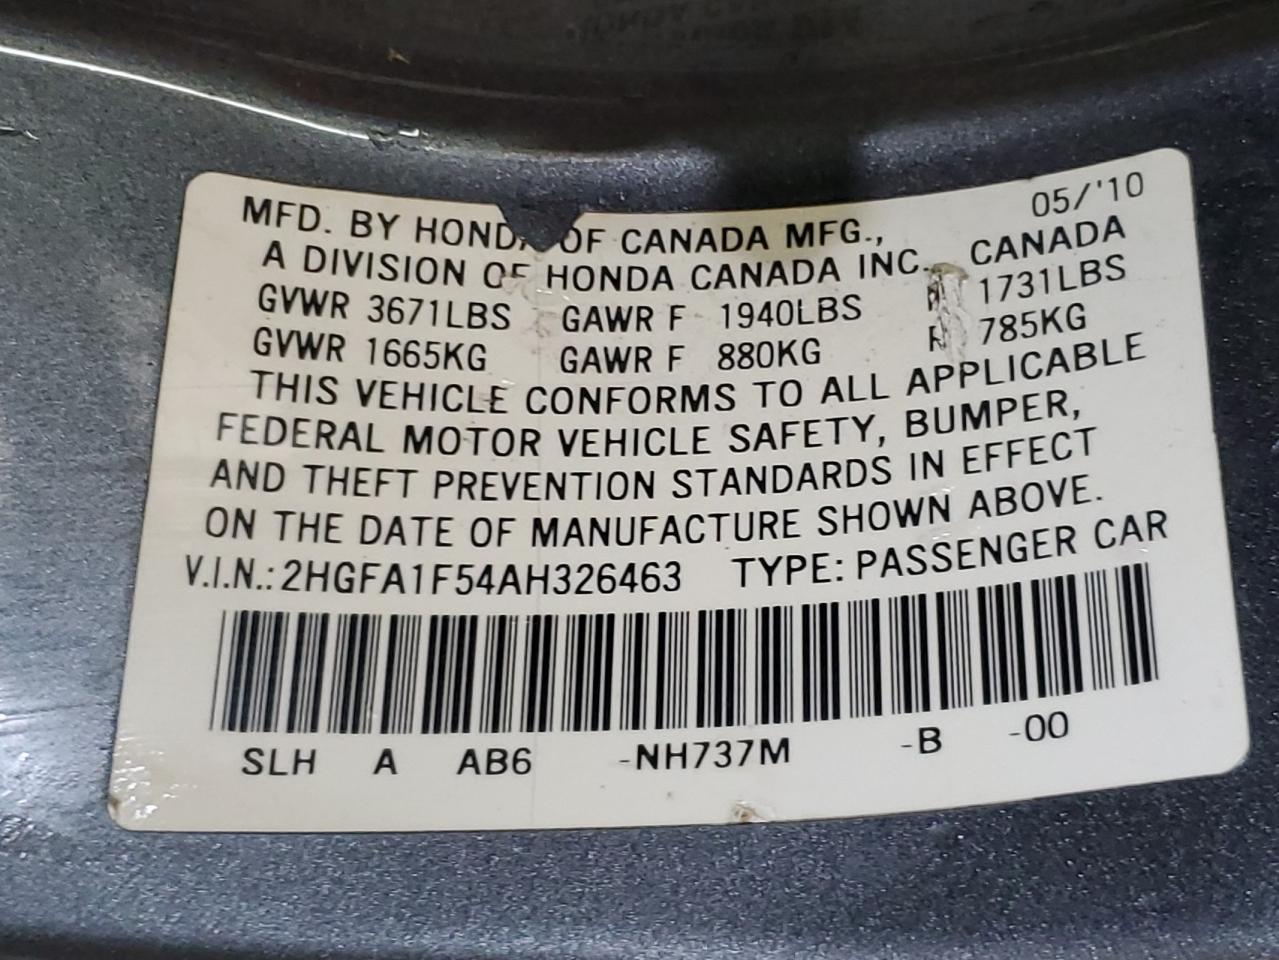 MFD. BY HONDA OF CANADA MFG., 05/'10
A DIVISION OF HONDA CANADA INC., CANADA
GVWR 3671LBS GAWR F 1940LBS R 1731LBS
GVWR 1665KG GAWR F 880KG R 785KG
THIS VEHICLE CONFORMS TO ALL APPLICABLE
FEDERAL MOTOR VEHICLE SAFETY, BUMPER,
AND THEFT PREVENTION STANDARDS IN EFFECT
ON THE DATE OF MANUFACTURE SHOWN ABOVE.
V.I.N.: 2HGFA1F54AH326463 TYPE: PASSENGER CAR
SLH A AB6 -NH737M -B -00